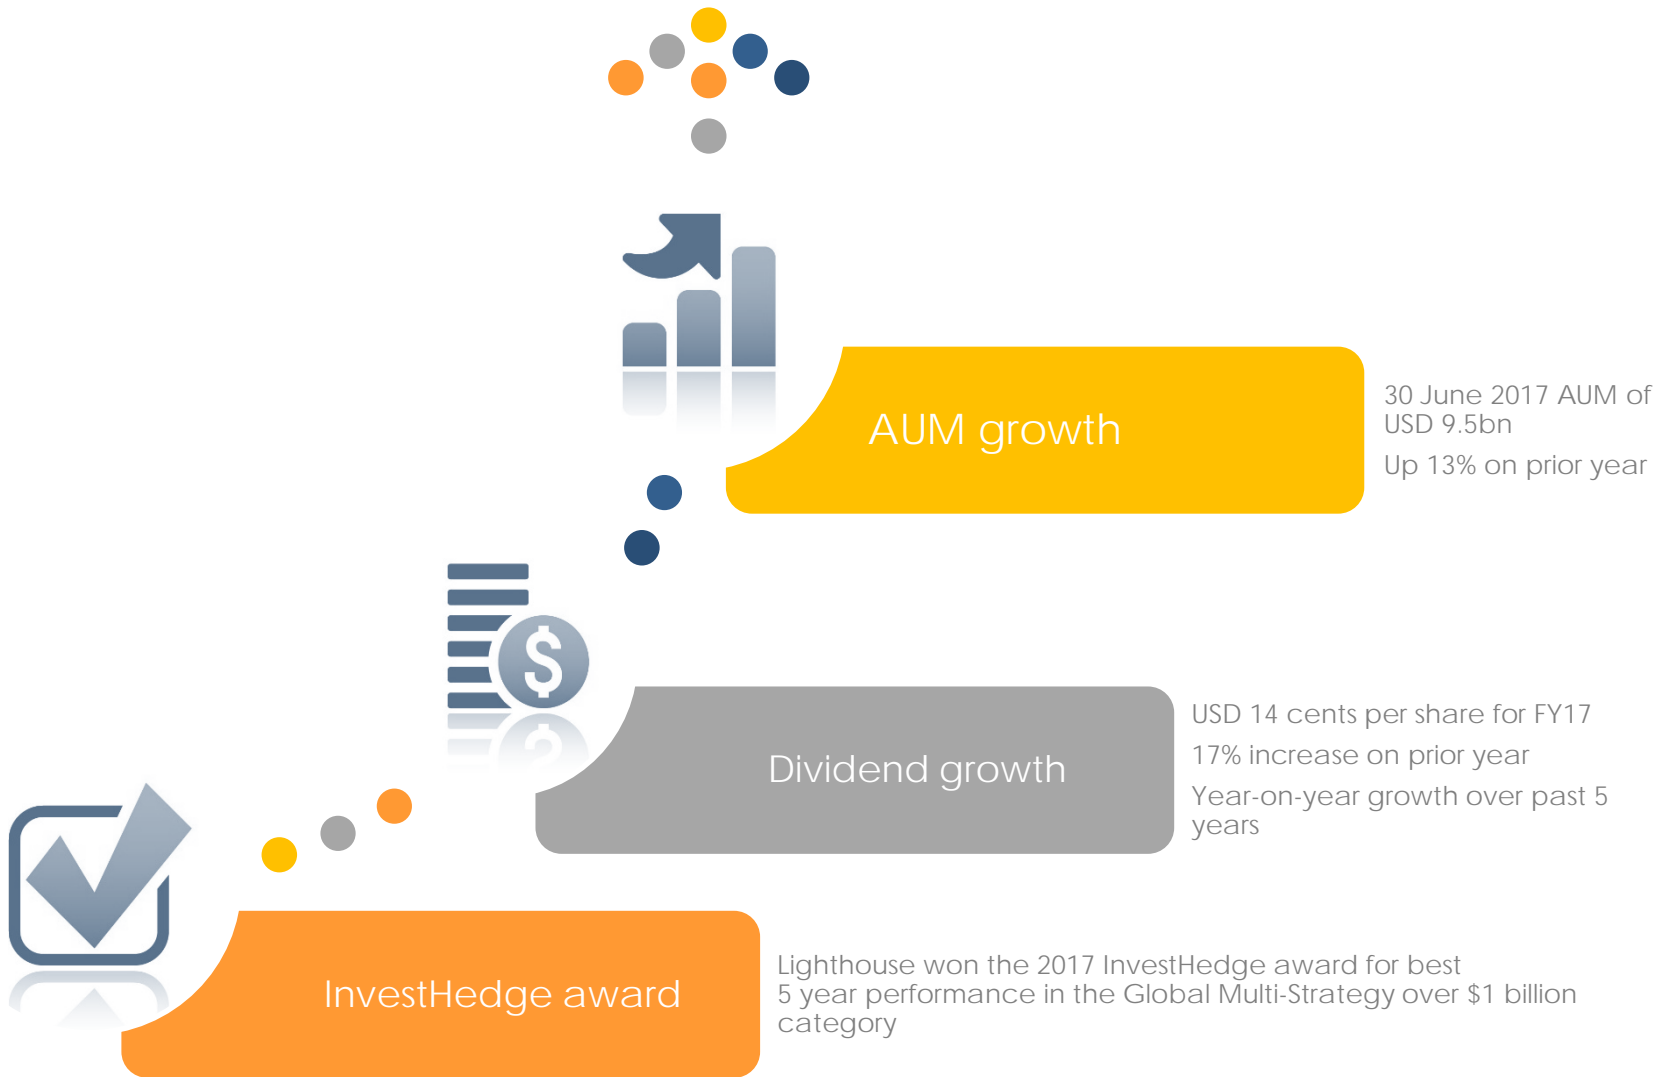 AUM growth
30 June 2017 AUM of
USD 9.5bn
Up 13% on prior year
Dividend growth
USD 14 cents per share for FY17
17% increase on prior year
Year-on-year growth over past 5
years
InvestHedge award
Lighthouse won the 2017 InvestHedge award for best
5 year performance in the Global Multi-Strategy over $1 billion
category
$